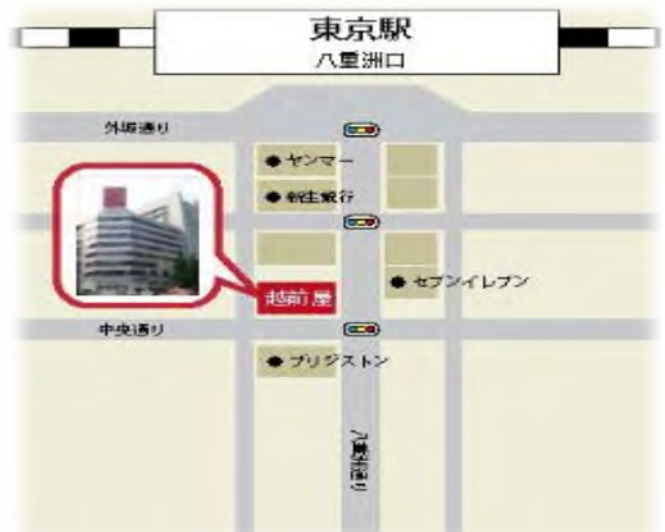 東京駅
八重洲口
外堀通り
ヤンマー
新生銀行
セブンイレブン
越前屋
中央通り
ブリヂストン
八重洲通り